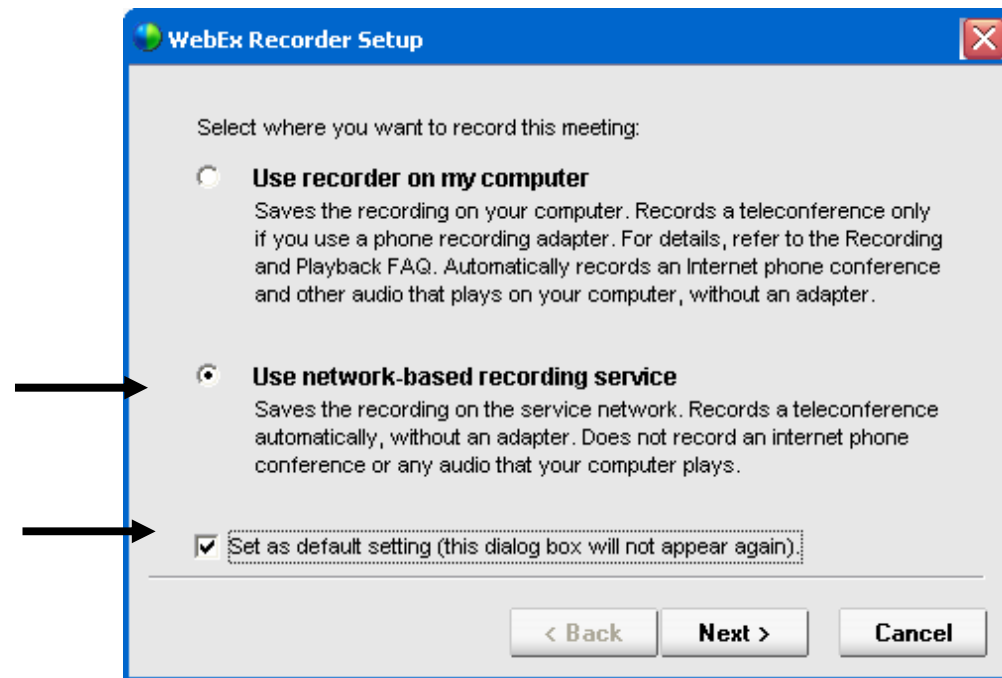 WebEx Recorder Setup
Select where you want to record this meeting:
Use recorder on my computer
Saves the recording on your computer. Records a teleconference only
if you use a phone recording adapter. For details, refer to the Recording
and Playback FAQ. Automatically records an Internet phone conference
and other audio that plays on your computer, without an adapter.
Use network-based recording service
Saves the recording on the service network. Records a teleconference
automatically, without an adapter. Does not record an internet phone
conference or any audio that your computer plays.
Set as default setting (this dialog box will not appear again).
< Back Next > Cancel